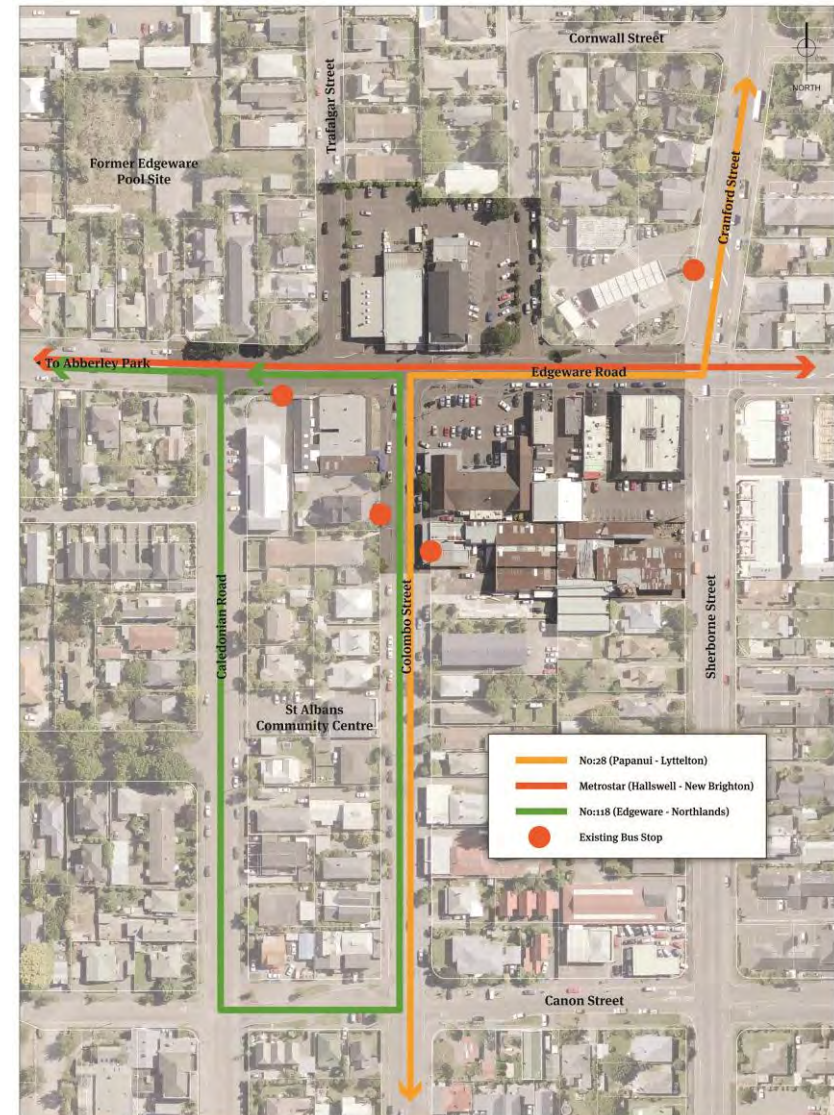 Cornwall Street
NORTH
Trafalgar Street
Former Edgeware
Pool Site
Cranford Street
To Abberley Park
Edgeware Road
Caledonian Road
Colombo Street
Sherborne Street
St Albans
Community Centre
No:28 (Papanui - Lyttelton)
Metrostar (Hallswell - New Brighton)
No:118 (Edgeware - Northlands)
Existing Bus Stop
Canon Street